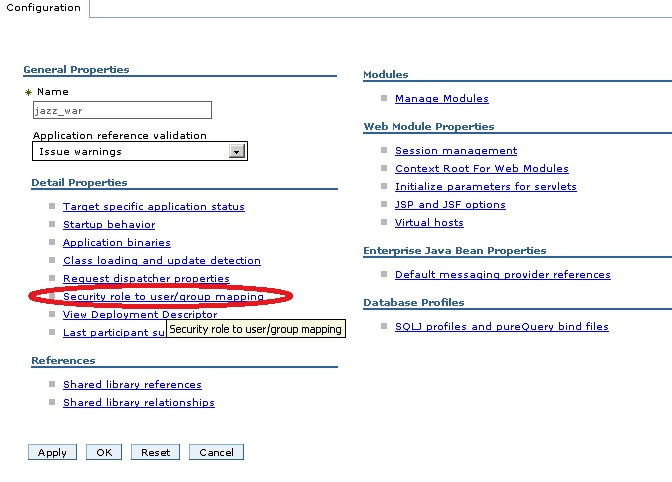 Configuration
General Properties
Name
jazz_war
Application reference validation
Issue warnings
Detail Properties
Target specific application status
Startup behavior
Application binaries
Class loading and update detection
Request dispatcher properties
Security role to user/group mapping
View Deployment Descriptor
Last participant su
Security role to user/group mapping
References
Shared library references
Shared library relationships
Modules
Manage Modules
Web Module Properties
Session management
Context Root For Web Modules
Initialize parameters for servlets
JSP and JSF options
Virtual hosts
Enterprise Java Bean Properties
Default messaging provider references
Database Profiles
SQLJ profiles and pureQuery bind files
Apply OK Reset Cancel